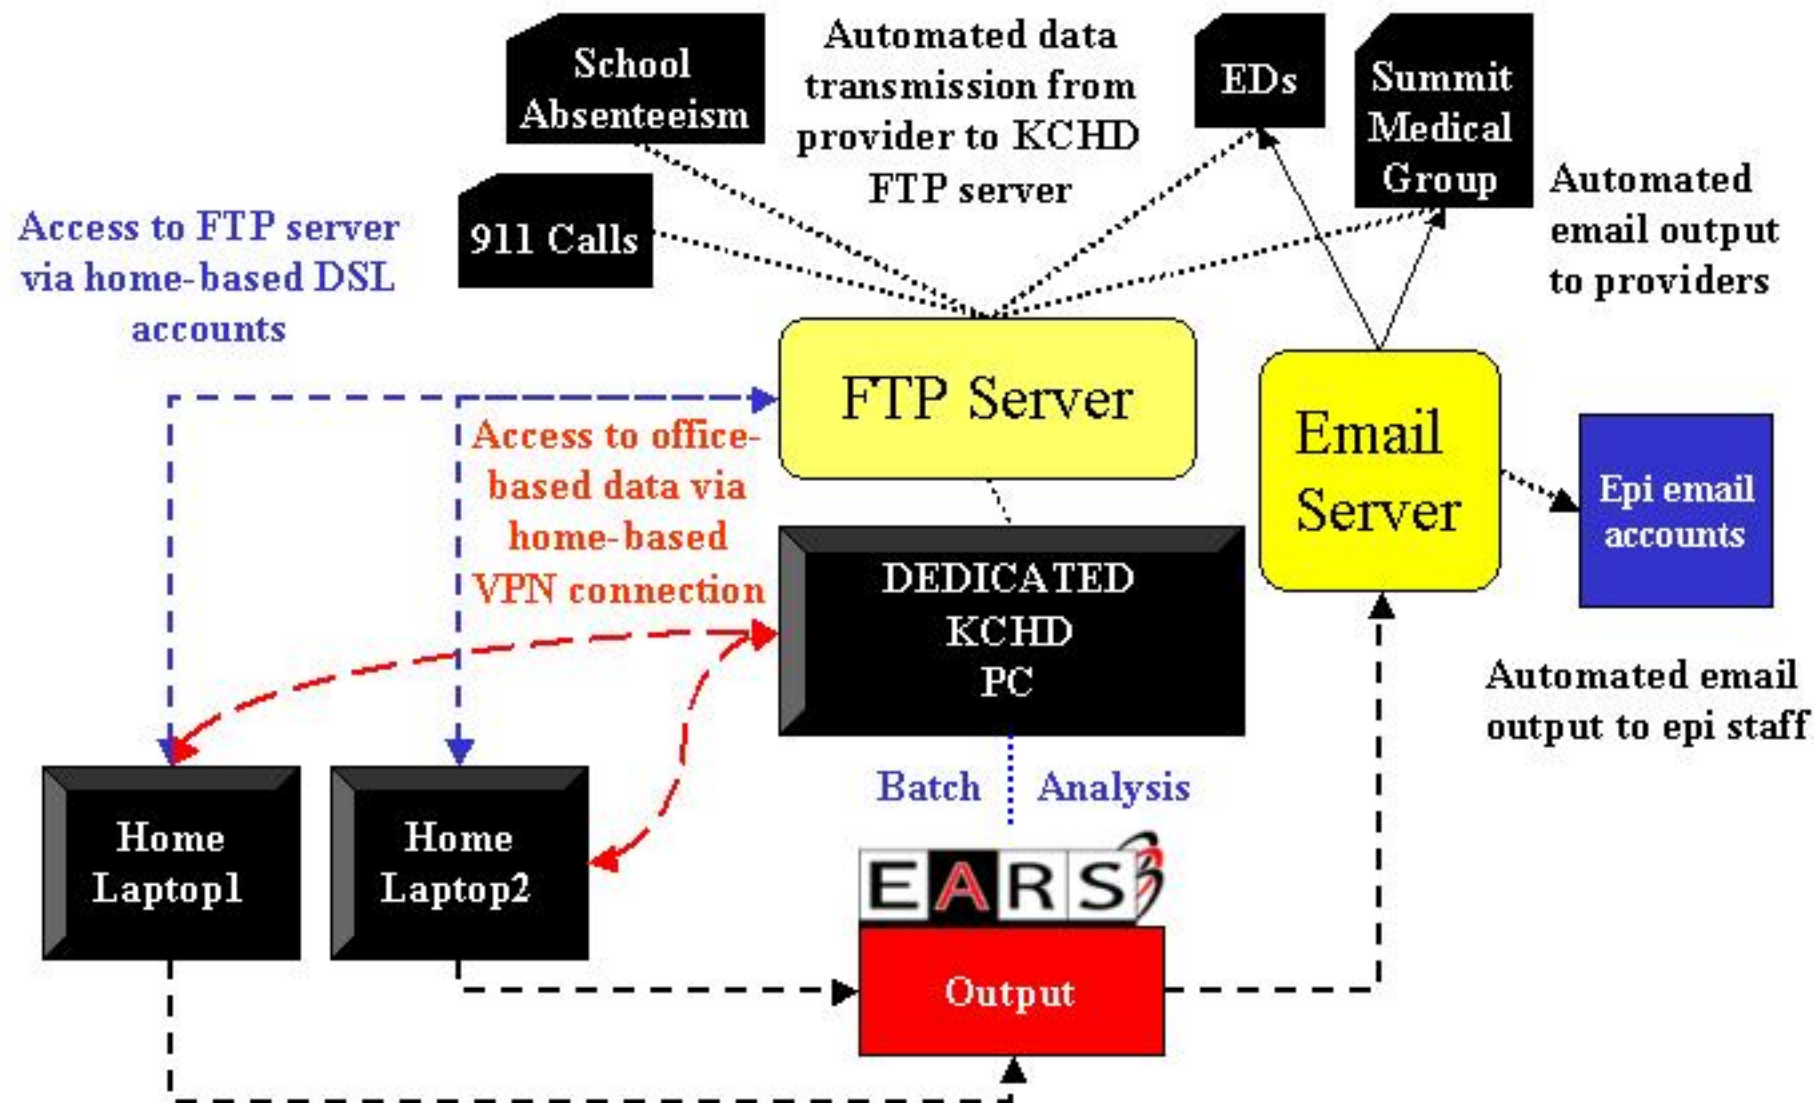 School
Absenteeism
Automated data
transmission from
provider to KCHD
FTP server
EDs
Summit
Medical
Group
911 Calls
Automated
email output
to providers
Access to FTP server
via home-based DSL
accounts
FTP Server
Access to office-
based data via
home-based
VPN connection
Email
Server
Epi email
accounts
DEDICATED
KCHD
PC
Automated email
output to epi staff
Batch Analysis
Home
Laptop1
Home
Laptop2
EARS
Output